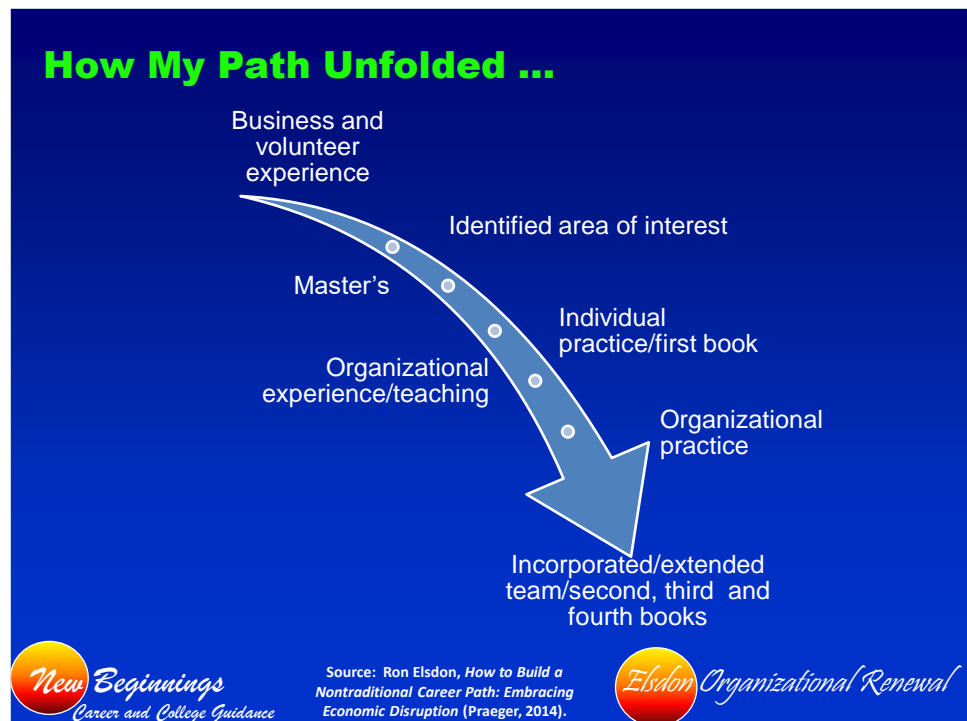 How My Path Unfolded ...
Business and
volunteer
experience
Identified area of interest
Master's
Individual
practice/first book
Organizational
experience/teaching
Organizational
practice
Incorporated/extended
team/second, third  and
fourth books
New Beginnings
Career and College Guidance
Source:  Ron Elsdon, How to Build a
Nontraditional Career Path: Embracing
Economic Disruption (Praeger, 2014).
Elsdon Organizational Renewal